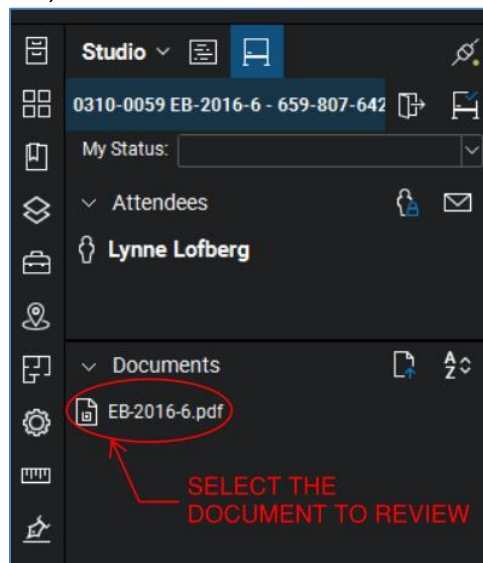 Studio
0310-0059 EB-2016-6 - 659-807-642
My Status:
Attendees
A
Z
Lynne Lofberg
Documents
EB-2016-6.pdf
SELECT THE
DOCUMENT TO REVIEW